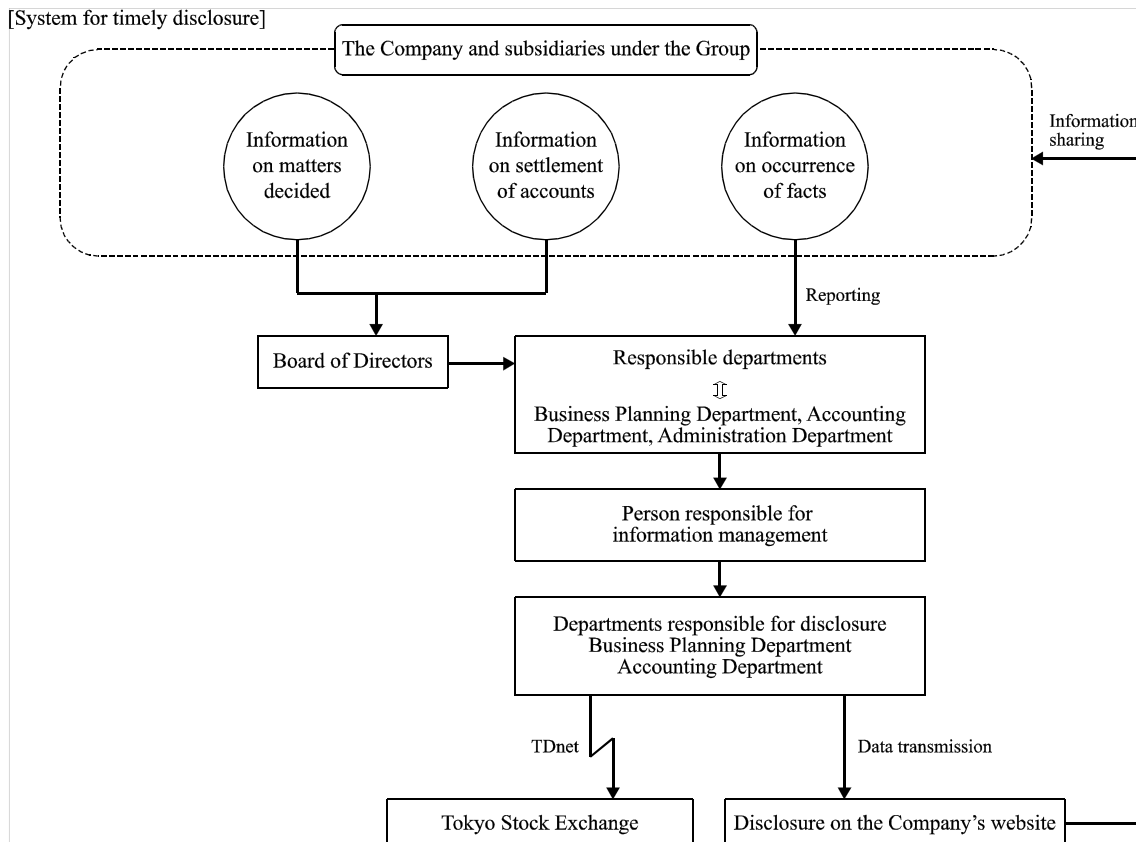 [System for timely disclosure]
The Company and subsidiaries under the Group
Information
on matters
decided
Information
on settlement
of accounts
Information
on occurrence
of facts
Information
sharing
Reporting
Board of Directors
Responsible departments
Business Planning Department, Accounting
Department, Administration Department
Person responsible for
information management
Departments responsible for disclosure
Business Planning Department
Accounting Department
TDnet
Data transmission
Tokyo Stock Exchange
Disclosure on the Company’s website